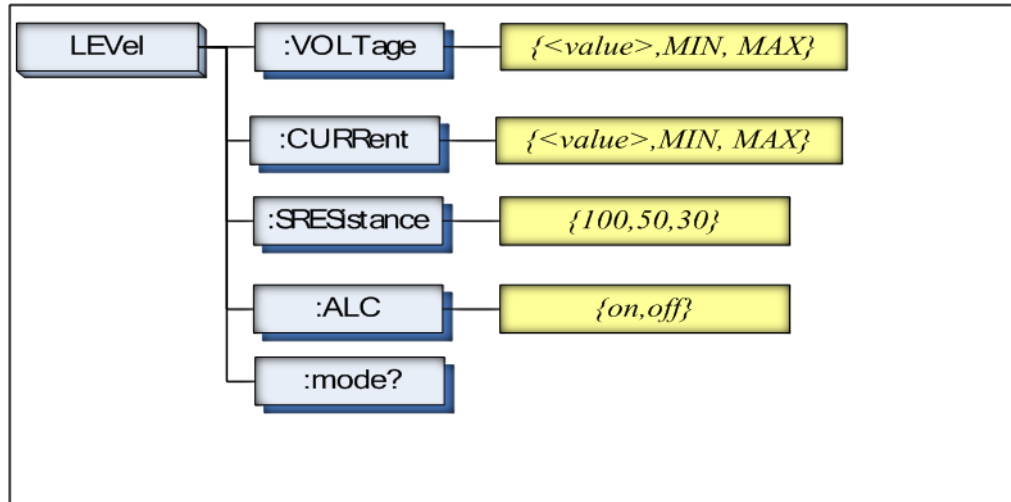 LEVel
:VOLTage
{<value>,MIN, MAX}
:CURRent
{<value>,MIN, MAX}
:SRESistance
{100,50,30}
:ALC
{on,off}
:mode?